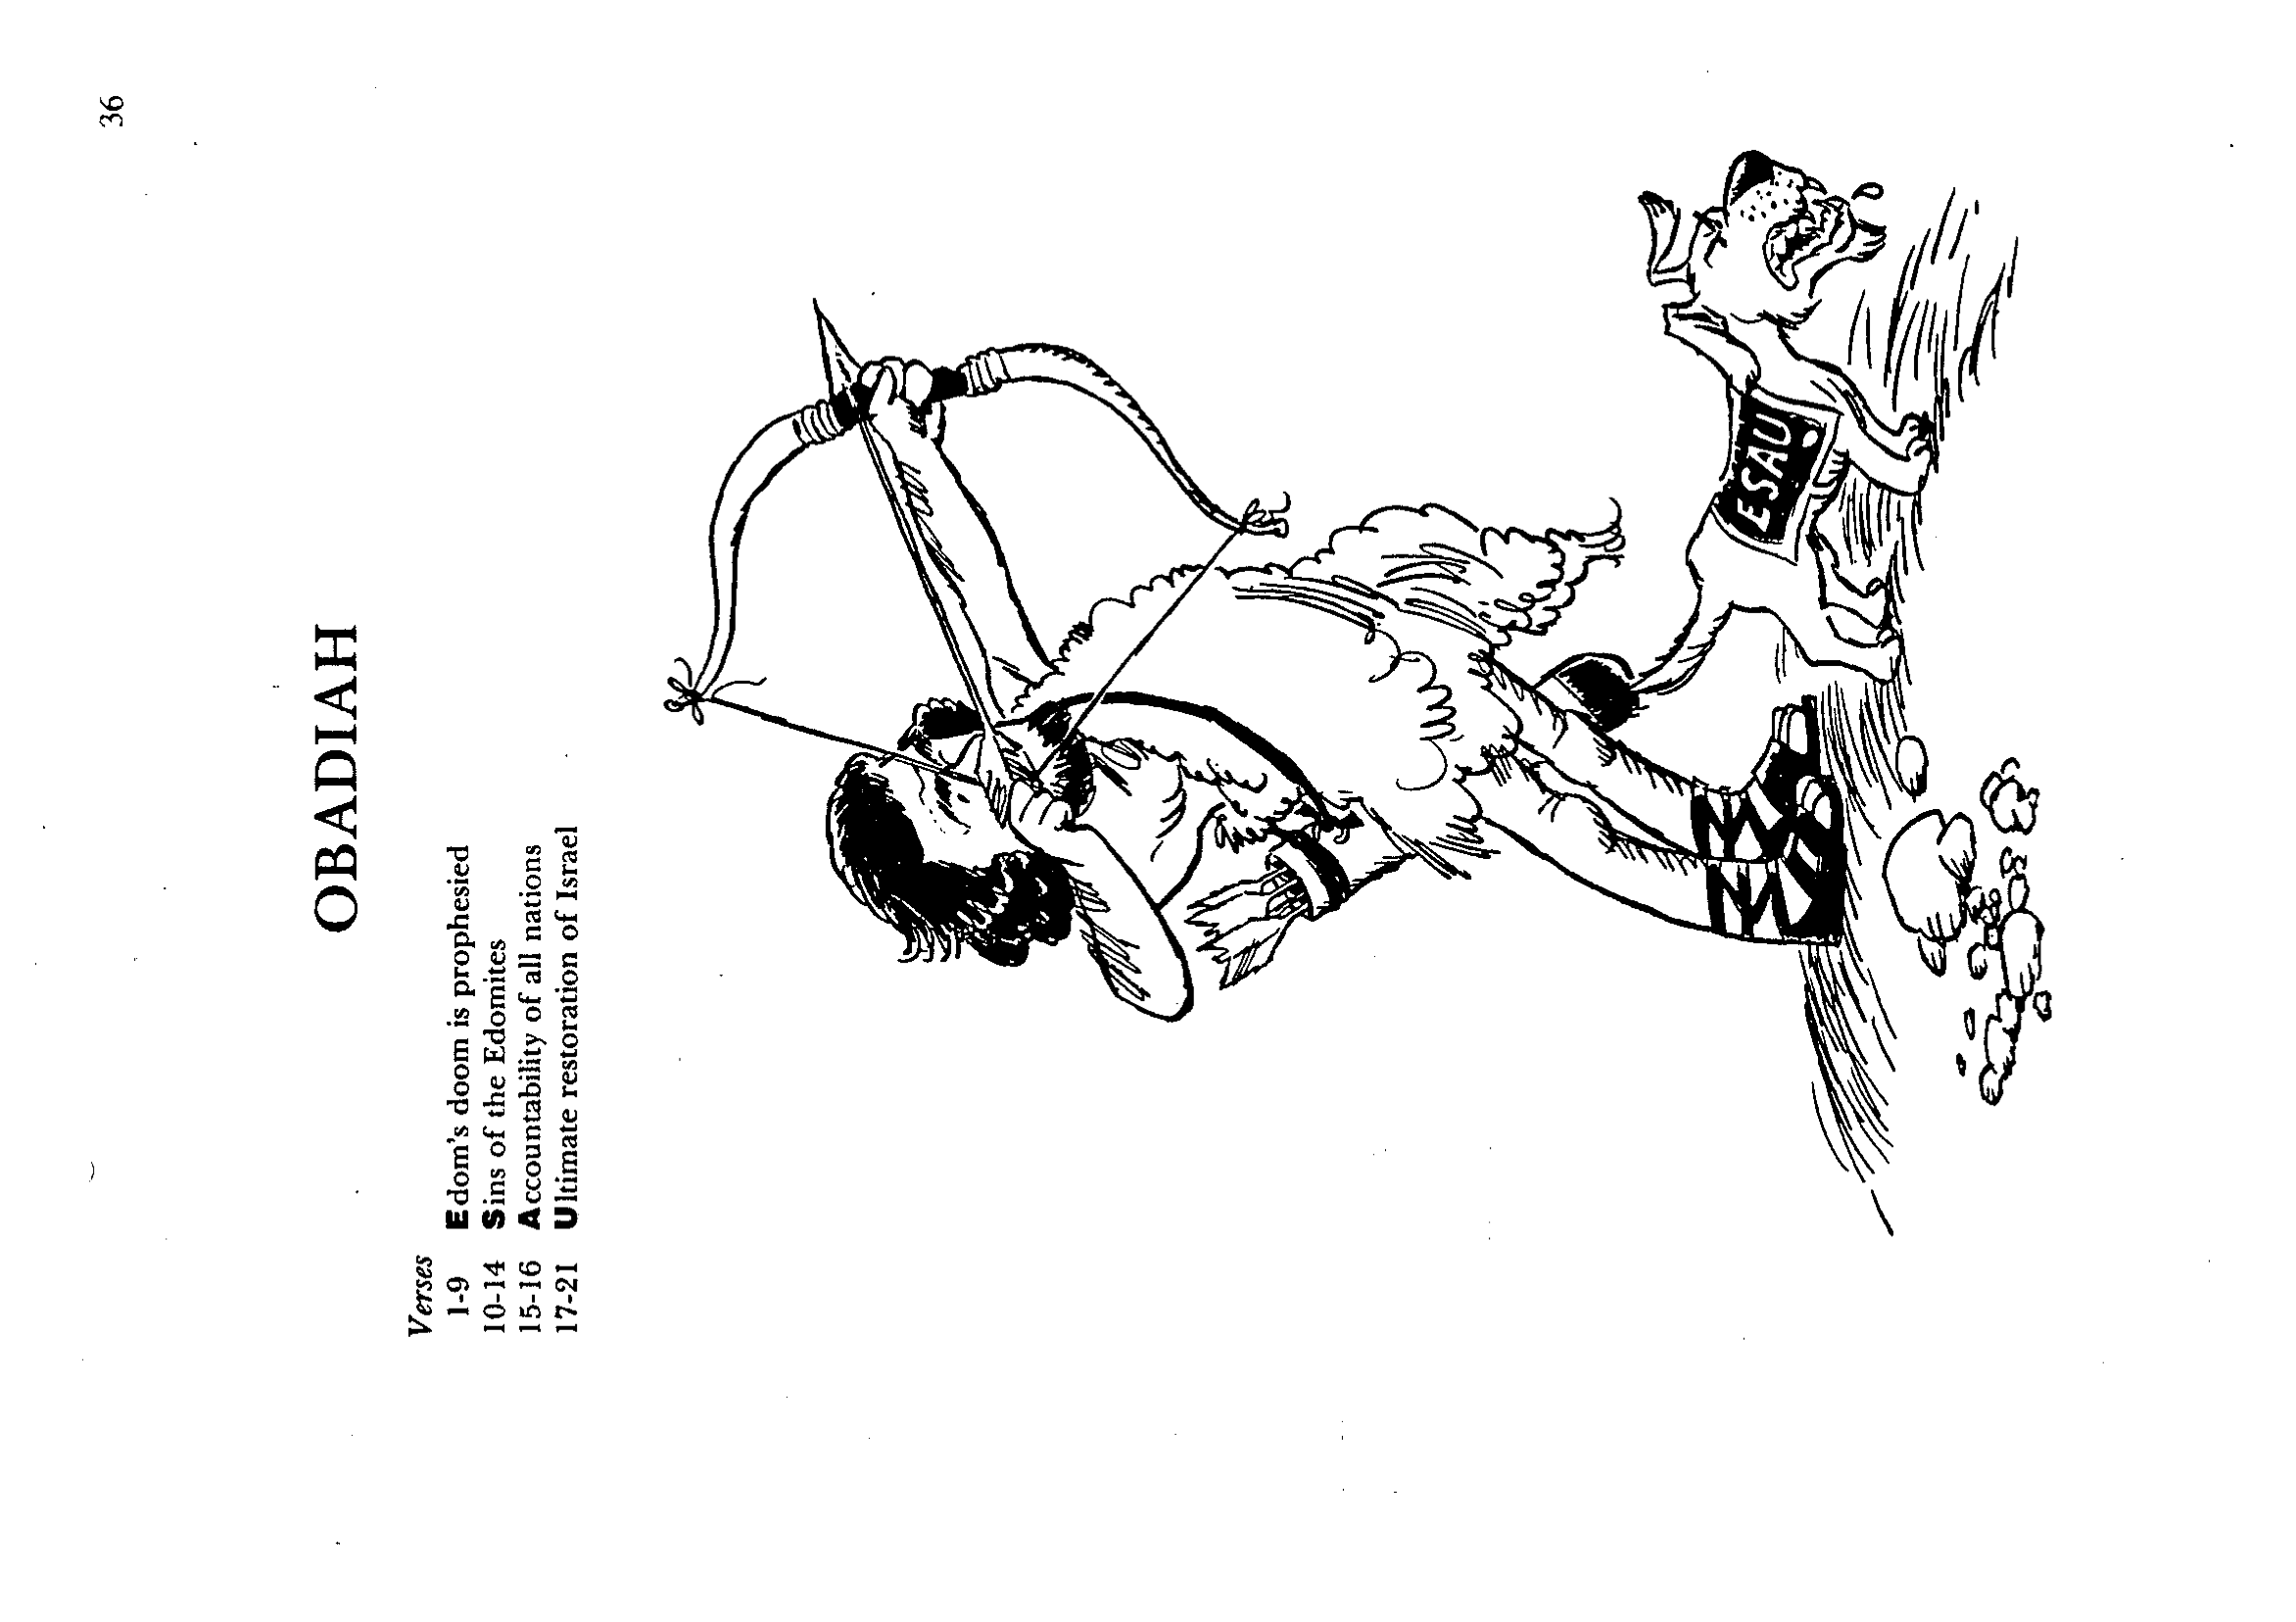 36
OBADIAH
Verses
1-9 Edom's doom is prophesied
10-14 Sins of the Edomites
15-16 Accountability of all nations
17-21 Ultimate restoration of Israel
ESAU